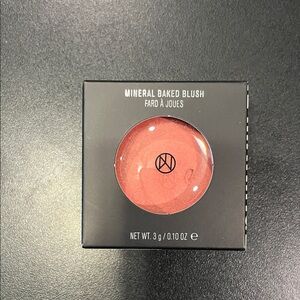 MINERAL BAKED BLUSH
FARD À JOUES
NET WT. 3 g / 0.10 OZ ℮